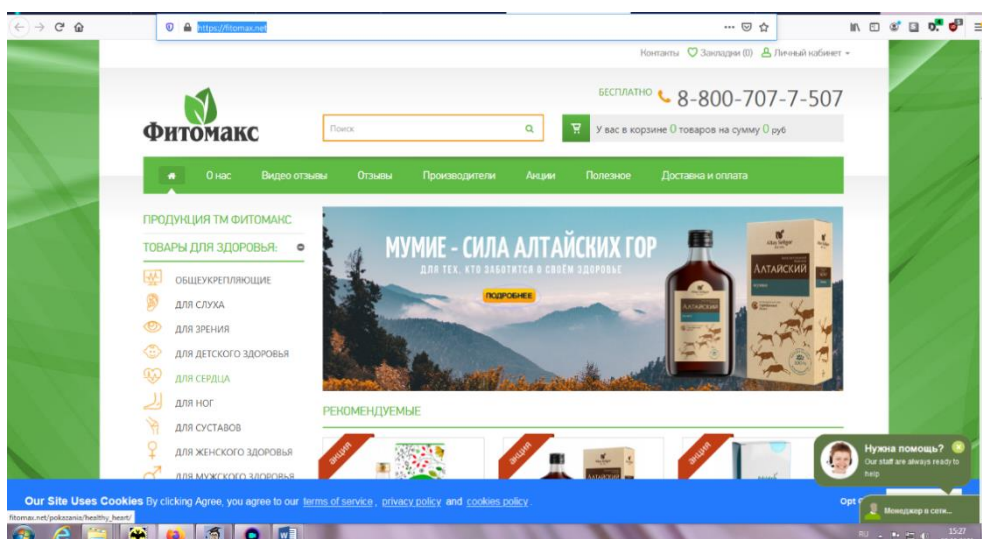 https://fitomax.net
Контакты Закладки (0) Личный кабинет
БЕСПЛАТНО 8-800-707-7-507
Фитомакс
Поиск
У вас в корзине 0 товаров на сумму 0 руб
О нас Видео отзывы Отзывы Производители Акции Полезное Доставка и оплата
ПРОДУКЦИЯ ТМ ФИТОМАКС
ТОВАРЫ ДЛЯ ЗДОРОВЬЯ:
ОБЩЕУКРЕПЛЯЮЩИЕ
ДЛЯ СЛУХА
ДЛЯ ЗРЕНИЯ
ДЛЯ ДЕТСКОГО ЗДОРОВЬЯ
ДЛЯ СЕРДЦА
ДЛЯ НОГ
ДЛЯ СУСТАВОВ
ДЛЯ ЖЕНСКОГО ЗДОРОВЬЯ
ДЛЯ МУЖСКОГО ЗДОРОВЬЯ
МУМИЕ - СИЛА АЛТАЙСКИХ ГОР
ДЛЯ ТЕХ, КТО ЗАБОТИТСЯ О СВОЁМ ЗДОРОВЬЕ
ПОДРОБНЕЕ
АЛТАЙСКИЙ
АЛТАЙСКИЙ
РЕКОМЕНДУЕМЫЕ
АКЦИЯ
АКЦИЯ
АКЦИЯ
Нужна помощь?
Our staff are always ready to
help
Our Site Uses Cookies By clicking Agree, you agree to our terms of service, privacy policy and cookies policy.
Opt
Менеджер в сети...
fitomax.net/pokazania/healthy_heart/
RU
15:27